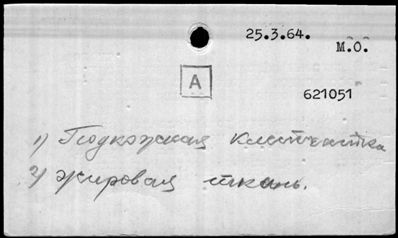 25.3.64.
М.О.
А
621051
1) Подкожная клетчатка
2) жировая ткань.